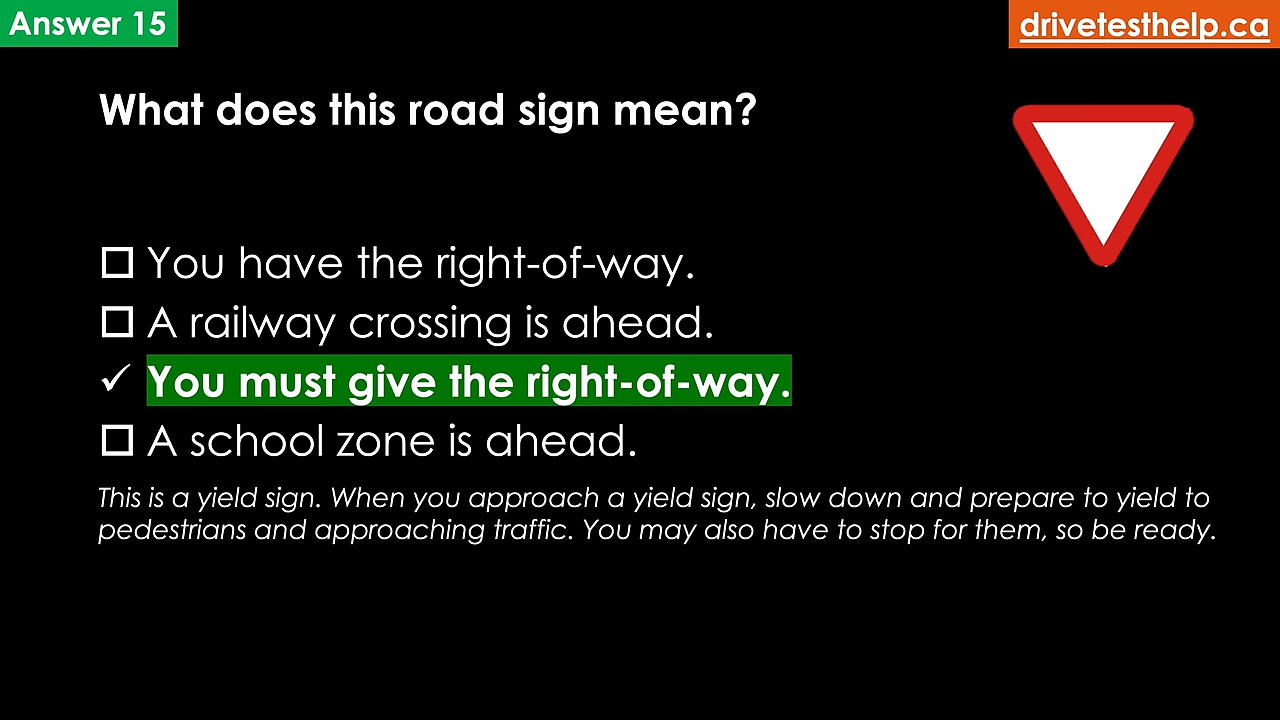 Answer 15
drivetesthelp.ca
What does this road sign mean?
You have the right-of-way.
A railway crossing is ahead.
You must give the right-of-way.
A school zone is ahead.
This is a yield sign. When you approach a yield sign, slow down and prepare to yield to
pedestrians and approaching traffic. You may also have to stop for them, so be ready.